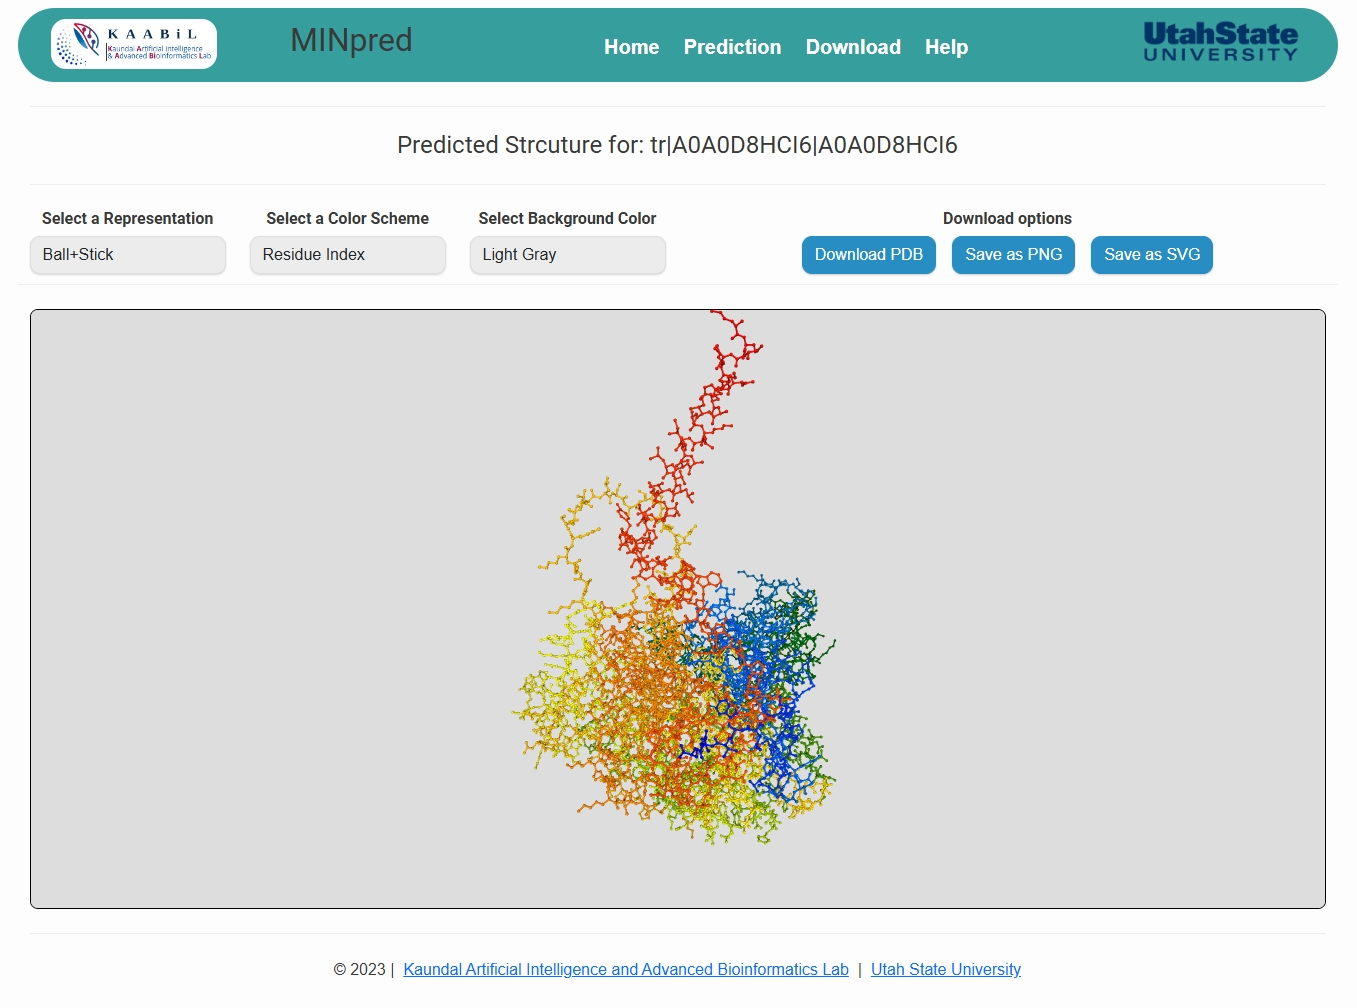 KAABiL
Kaundal Artificial Intelligence
& Advanced Bioinformatics Lab
MINpred
Home Prediction Download Help
UtahState
UNIVERSITY
Predicted Strcuture for: tr|A0A0D8HCI6|A0A0D8HCI6
Select a Representation Select a Color Scheme Select Background Color Download options
Ball+Stick Residue Index Light Gray Download PDB Save as PNG Save as SVG
© 2023 | Kaundal Artificial Intelligence and Advanced Bioinformatics Lab | Utah State University